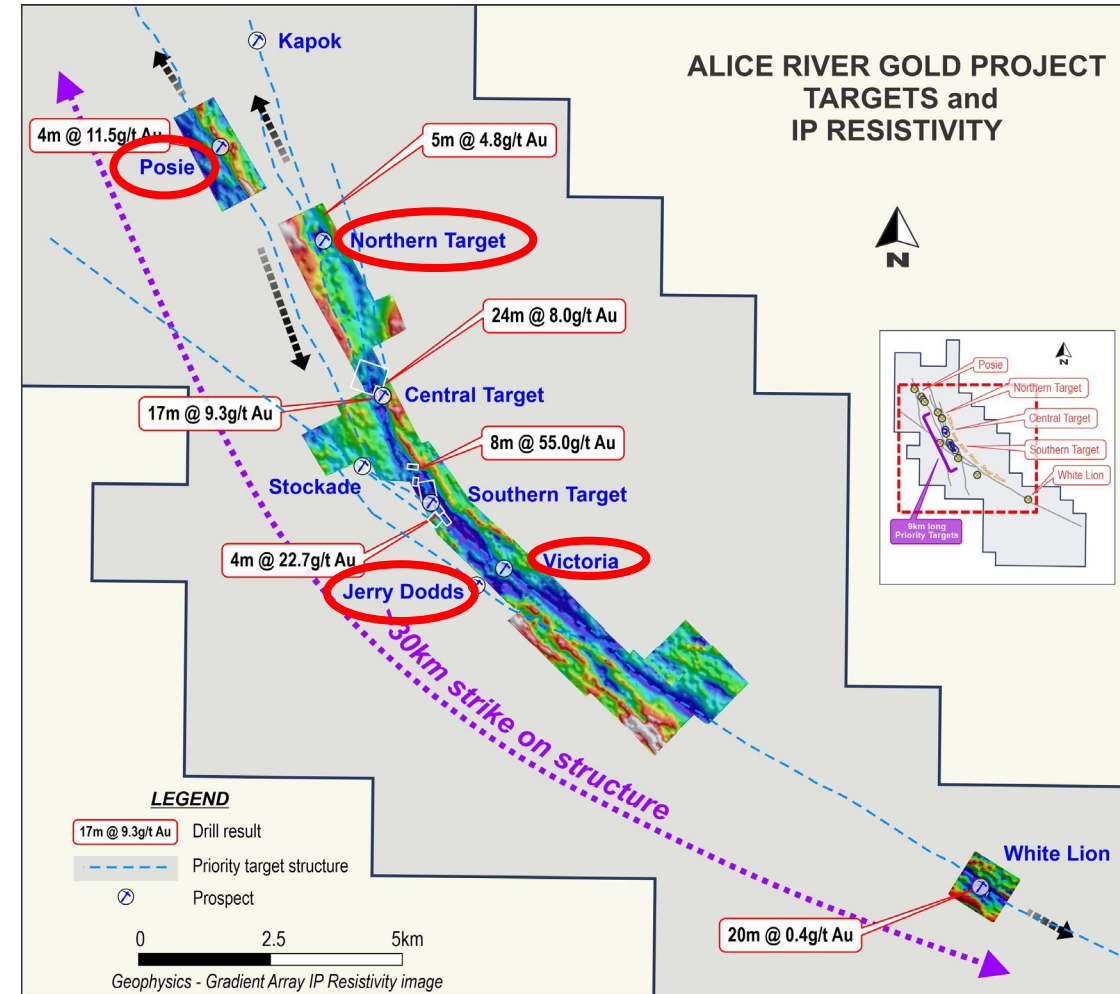 ALICE RIVER GOLD PROJECT
TARGETS and
IP RESISTIVITY
N
Kapok
4m @ 11.5g/t Au
Posie
5m @ 4.8g/t Au
Northern Target
24m @ 8.0g/t Au
Central Target
17m @ 9.3g/t Au
8m @ 55.0g/t Au
Stockade
Southern Target
4m @ 22.7g/t Au
Victoria
Jerry Dodds
30km strike on structure
White Lion
20m @ 0.4g/t Au
N
Posie
Northern Target
Central Target
Southern Target
White Lion
9km long
Priority Targets
LEGEND
17m @ 9.3g/t Au Drill result
Priority target structure
Prospect
0 2.5 5km
Geophysics - Gradient Array IP Resistivity image